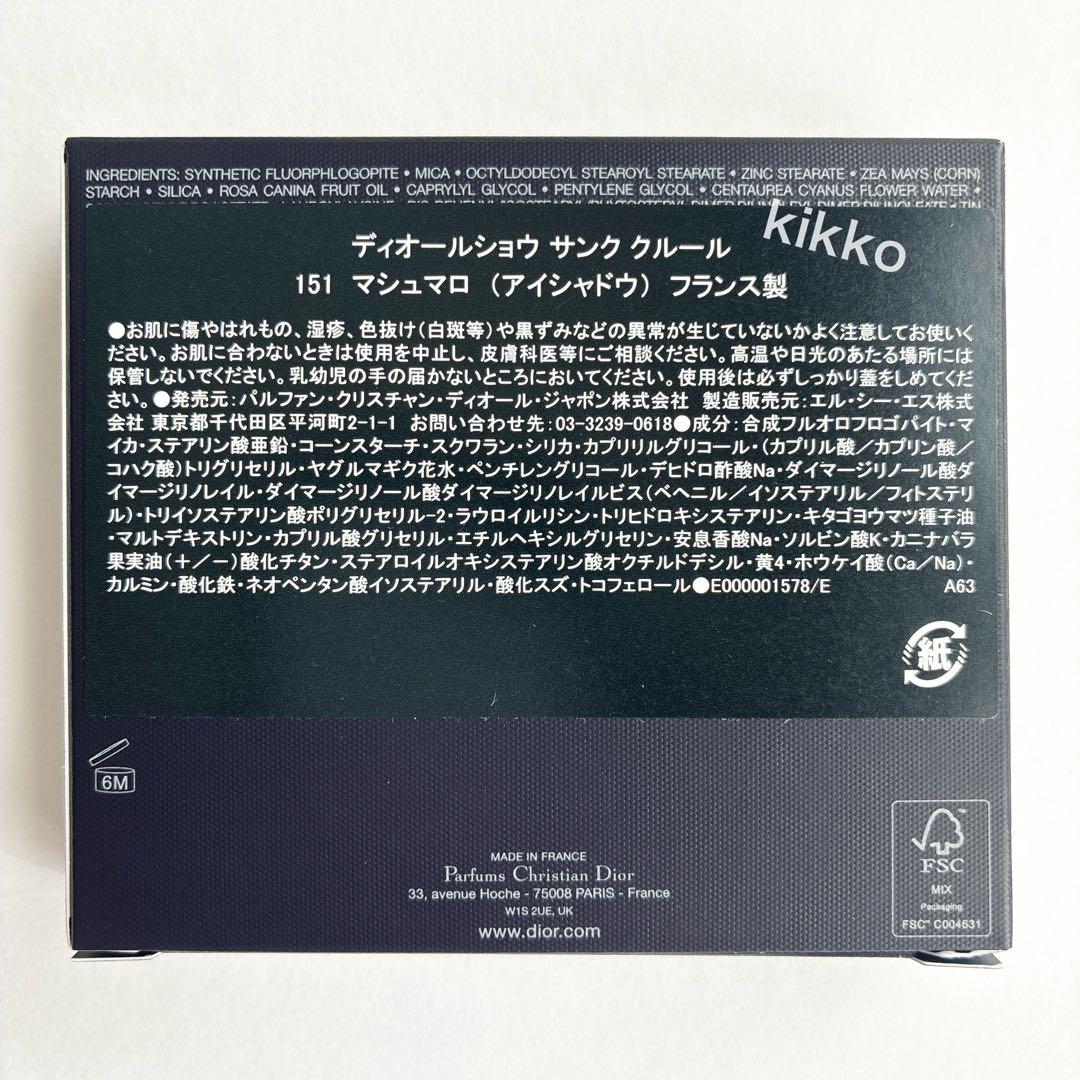 INGREDIENTS: SYNTHETIC FLUORPHLOGOPITE • MICA • OCTYLDODECYL STEAROYL STEARATE • ZINC STEARATE • ZEA MAYS (CORN)
STARCH • SILICA • ROSA CANINA FRUIT OIL • CAPRYLYL GLYCOL • PENTYLENE GLYCOL • CENTAUREA CYANUS FLOWER WATER •
kikko
ディオールショウ サンク クルール
151 マシュマロ （アイシャドウ） フランス製
●お肌に傷やはれもの、湿疹、色抜け(白斑等)や黒ずみなどの異常が生じていないかよく注意してお使いく
ださい。お肌に合わないときは使用を中止し、皮膚科医等にご相談ください。高温や日光のあたる場所には
保管しないでください。乳幼児の手の届かないところにおいてください。使用後は必ずしっかり蓋をしめてくだ
さい。●発売元:パルファン・クリスチャン・ディオール・ジャポン株式会社 製造販売元:エル・シー・エス株式
会社 東京都千代田区平河町2-1-1 お問い合わせ先:03-3239-0618●成分:合成フルオロフロゴパイト・マ
イカ・ステアリン酸亜鉛・コーンスターチ・スクワラン・シリカ・カプリリルグリコール・(カプリル酸／カプリン酸／
コハク酸)トリグリセリル・ヤグルマギク花水・ペンチレングリコール・デヒドロ酢酸Na・ダイマージリノール酸ダ
イマージリノレイル・ダイマージリノール酸ダイマージリノレイルビス(ベヘニル／イソステアリル／フィトステリ
ル)・トリイソステアリン酸ポリグリセリル-2・ラウロイルリシン・トリヒドロキシステアリン・キタゴヨウマツ種子油
・マルトデキストリン・カプリル酸グリセリル・エチルヘキシルグリセリン・安息香酸Na・ソルビン酸K・カニナバラ
果実油(＋／−)酸化チタン・ステアロイルオキシステアリン酸オクチルドデシル・黄4・ホウケイ酸(Ca／Na)・
カルミン・酸化鉄・ネオペンタン酸イソステアリル・酸化スズ・トコフェロール●E000001578/E A63
紙
6M
MADE IN FRANCE
Parfums Christian Dior
33, avenue Hoche - 75008 PARIS - France
W1S 2UE, UK
www.dior.com
FSC
MIX
Packaging
FSC™ C004631